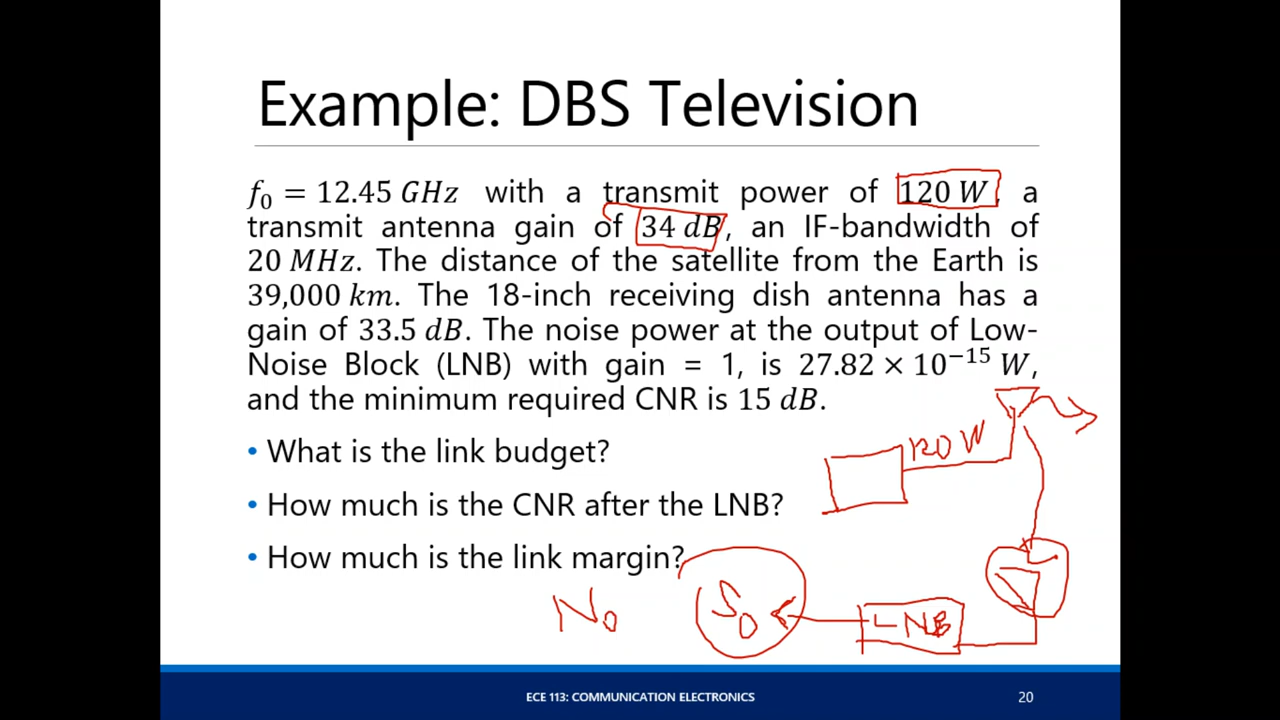 Example: DBS Television
f₀ = 12.45 GHz with a transmit power of 120 W, a
transmit antenna gain of 34 dB, an IF-bandwidth of
20 MHz. The distance of the satellite from the Earth is
39,000 km. The 18-inch receiving dish antenna has a
gain of 33.5 dB. The noise power at the output of Low-
Noise Block (LNB) with gain = 1, is 27.82 × 10⁻¹⁵ W,
and the minimum required CNR is 15 dB.
• What is the link budget?
120 W
• How much is the CNR after the LNB?
• How much is the link margin?
N₀
S₀
LNB
ECE 113: COMMUNICATION ELECTRONICS
20